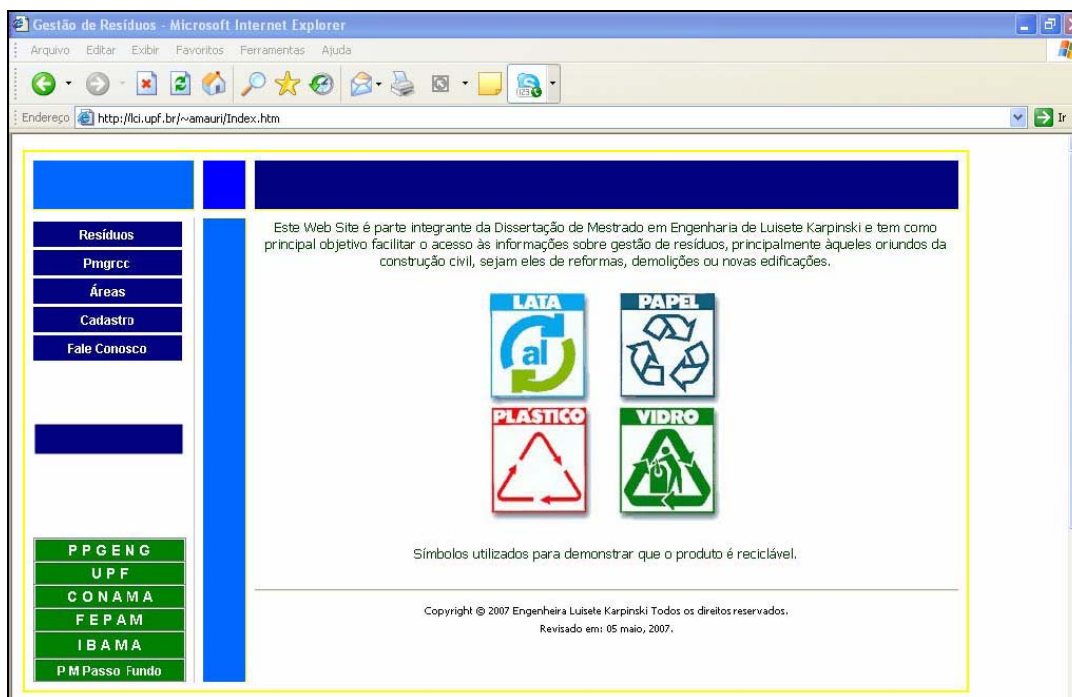 Gestão de Resíduos - Microsoft Internet Explorer
Arquivo Editar Exibir Favoritos Ferramentas Ajuda
Endereço http://lci.upf.br/~amauri/Index.htm Ir
Resíduos
Pmgrcc
Áreas
Cadastro
Fale Conosco
PPGENG
UPF
CONAMA
FEPAM
IBAMA
PM Passo Fundo
Este Web Site é parte integrante da Dissertação de Mestrado em Engenharia de Luisete Karpinski e tem como
principal objetivo facilitar o acesso às informações sobre gestão de resíduos, principalmente àqueles oriundos da
construção civil, sejam eles de reformas, demolições ou novas edificações.
LATA PAPEL
al
PLÁSTICO VIDRO
Símbolos utilizados para demonstrar que o produto é reciclável.
Copyright © 2007 Engenheira Luisete Karpinski Todos os direitos reservados.
Revisado em: 05 maio, 2007.